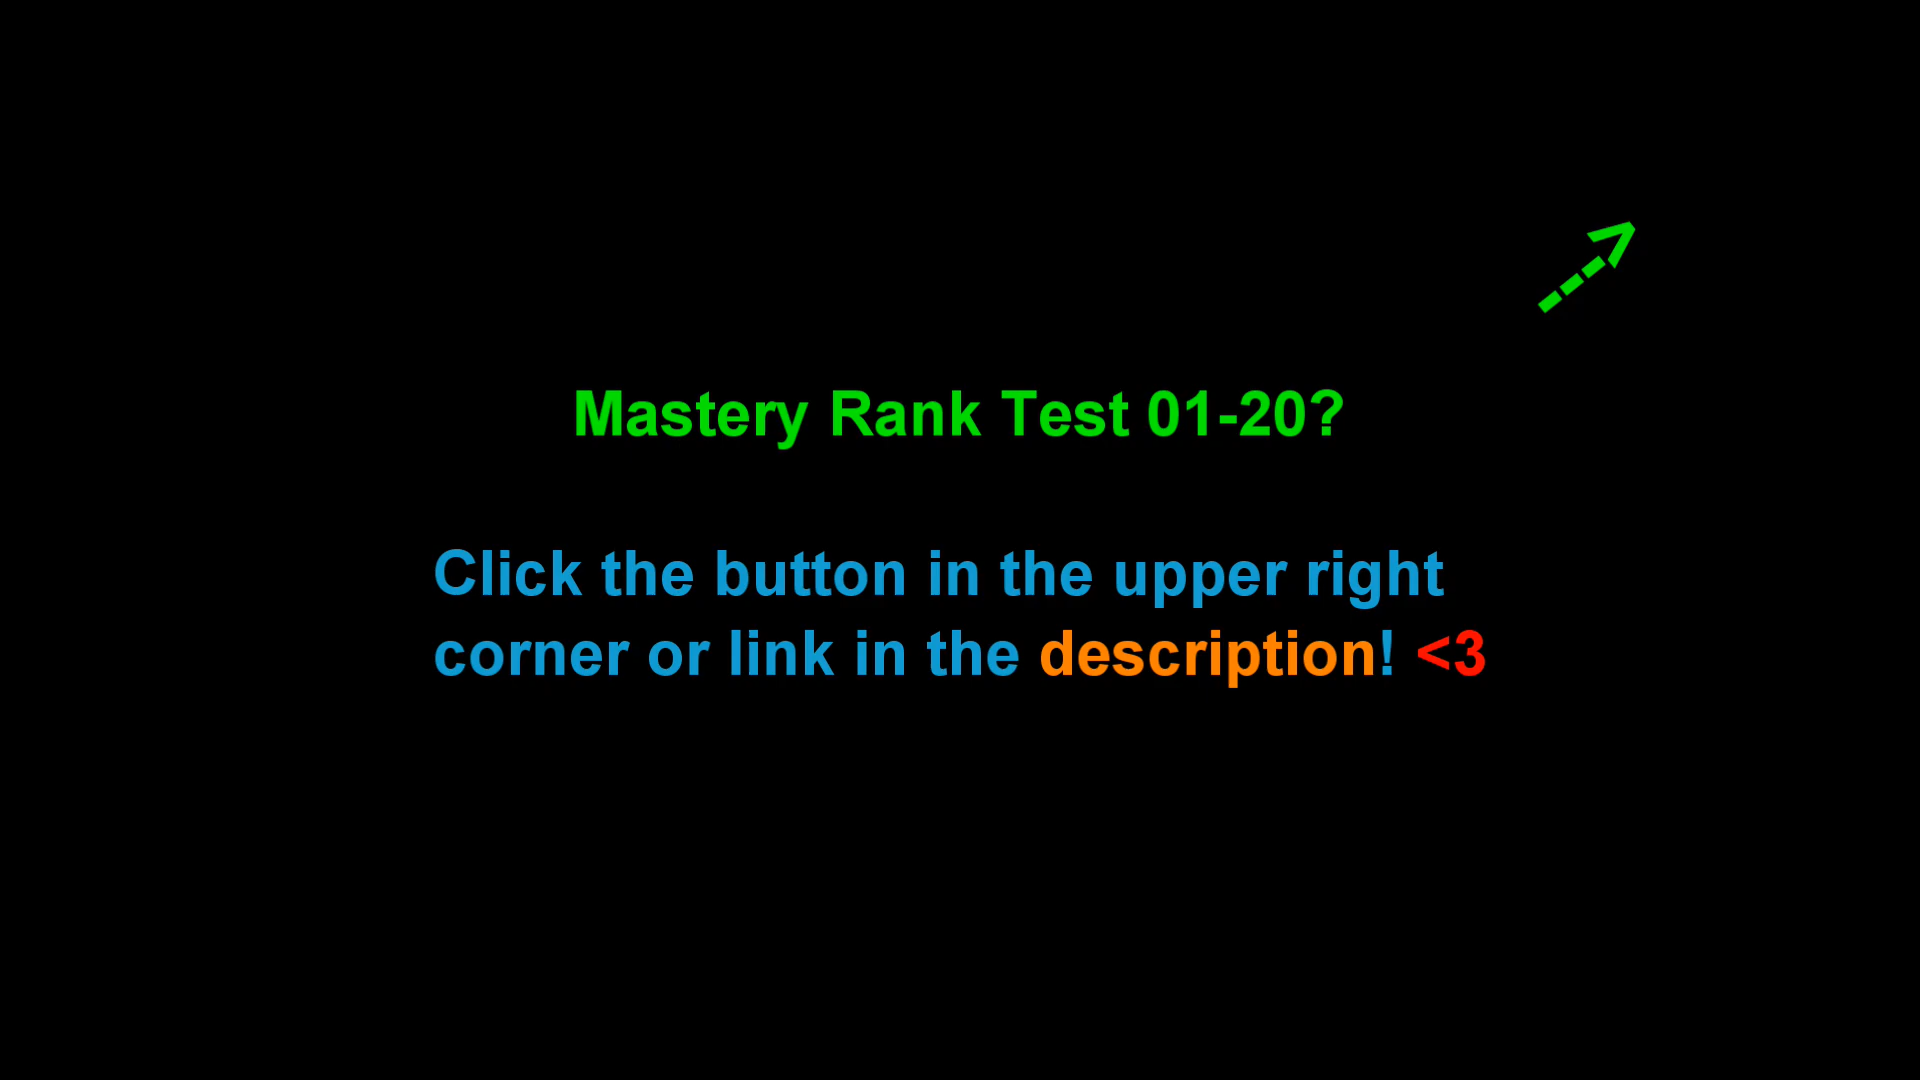 Mastery Rank Test 01-20?
Click the button in the upper right
corner or link in the description! <3